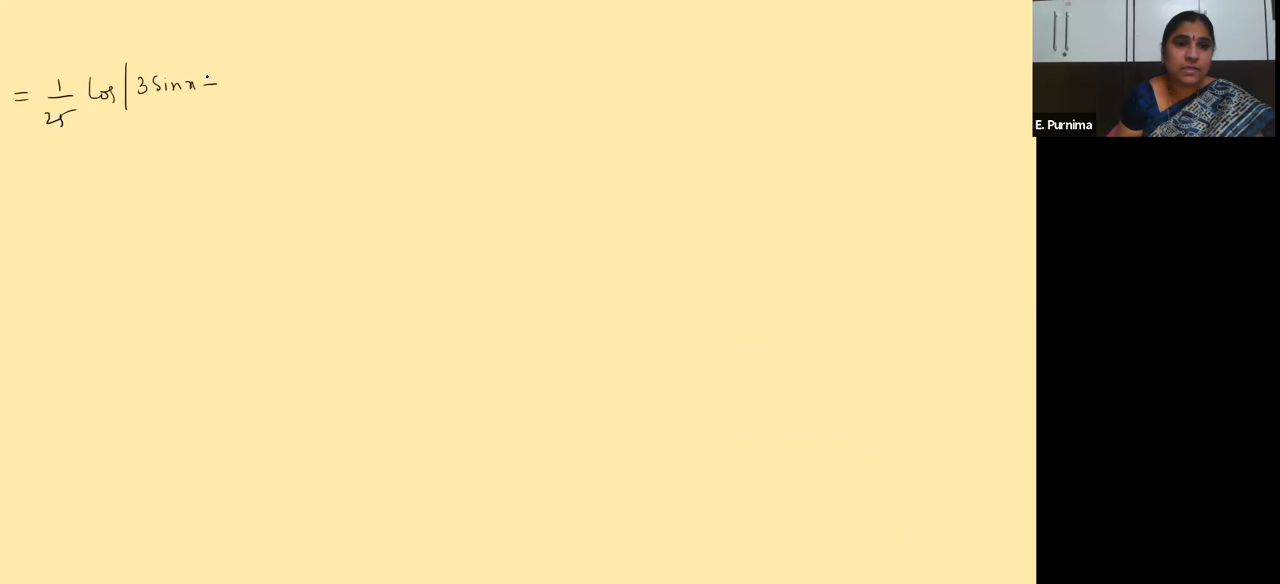 = 1/25 log | 3 Sin x -
E. Purnima